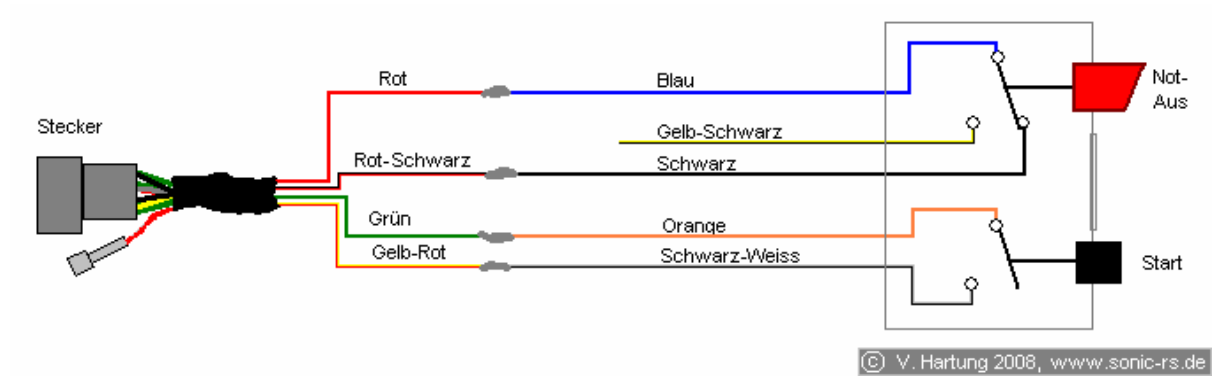 Stecker
Rot
Blau
Not-
Aus
Gelb-Schwarz
Rot-Schwarz
Schwarz
Grün
Orange
Gelb-Rot
Schwarz-Weiss
Start
© V. Hartung 2008, www.sonic-rs.de